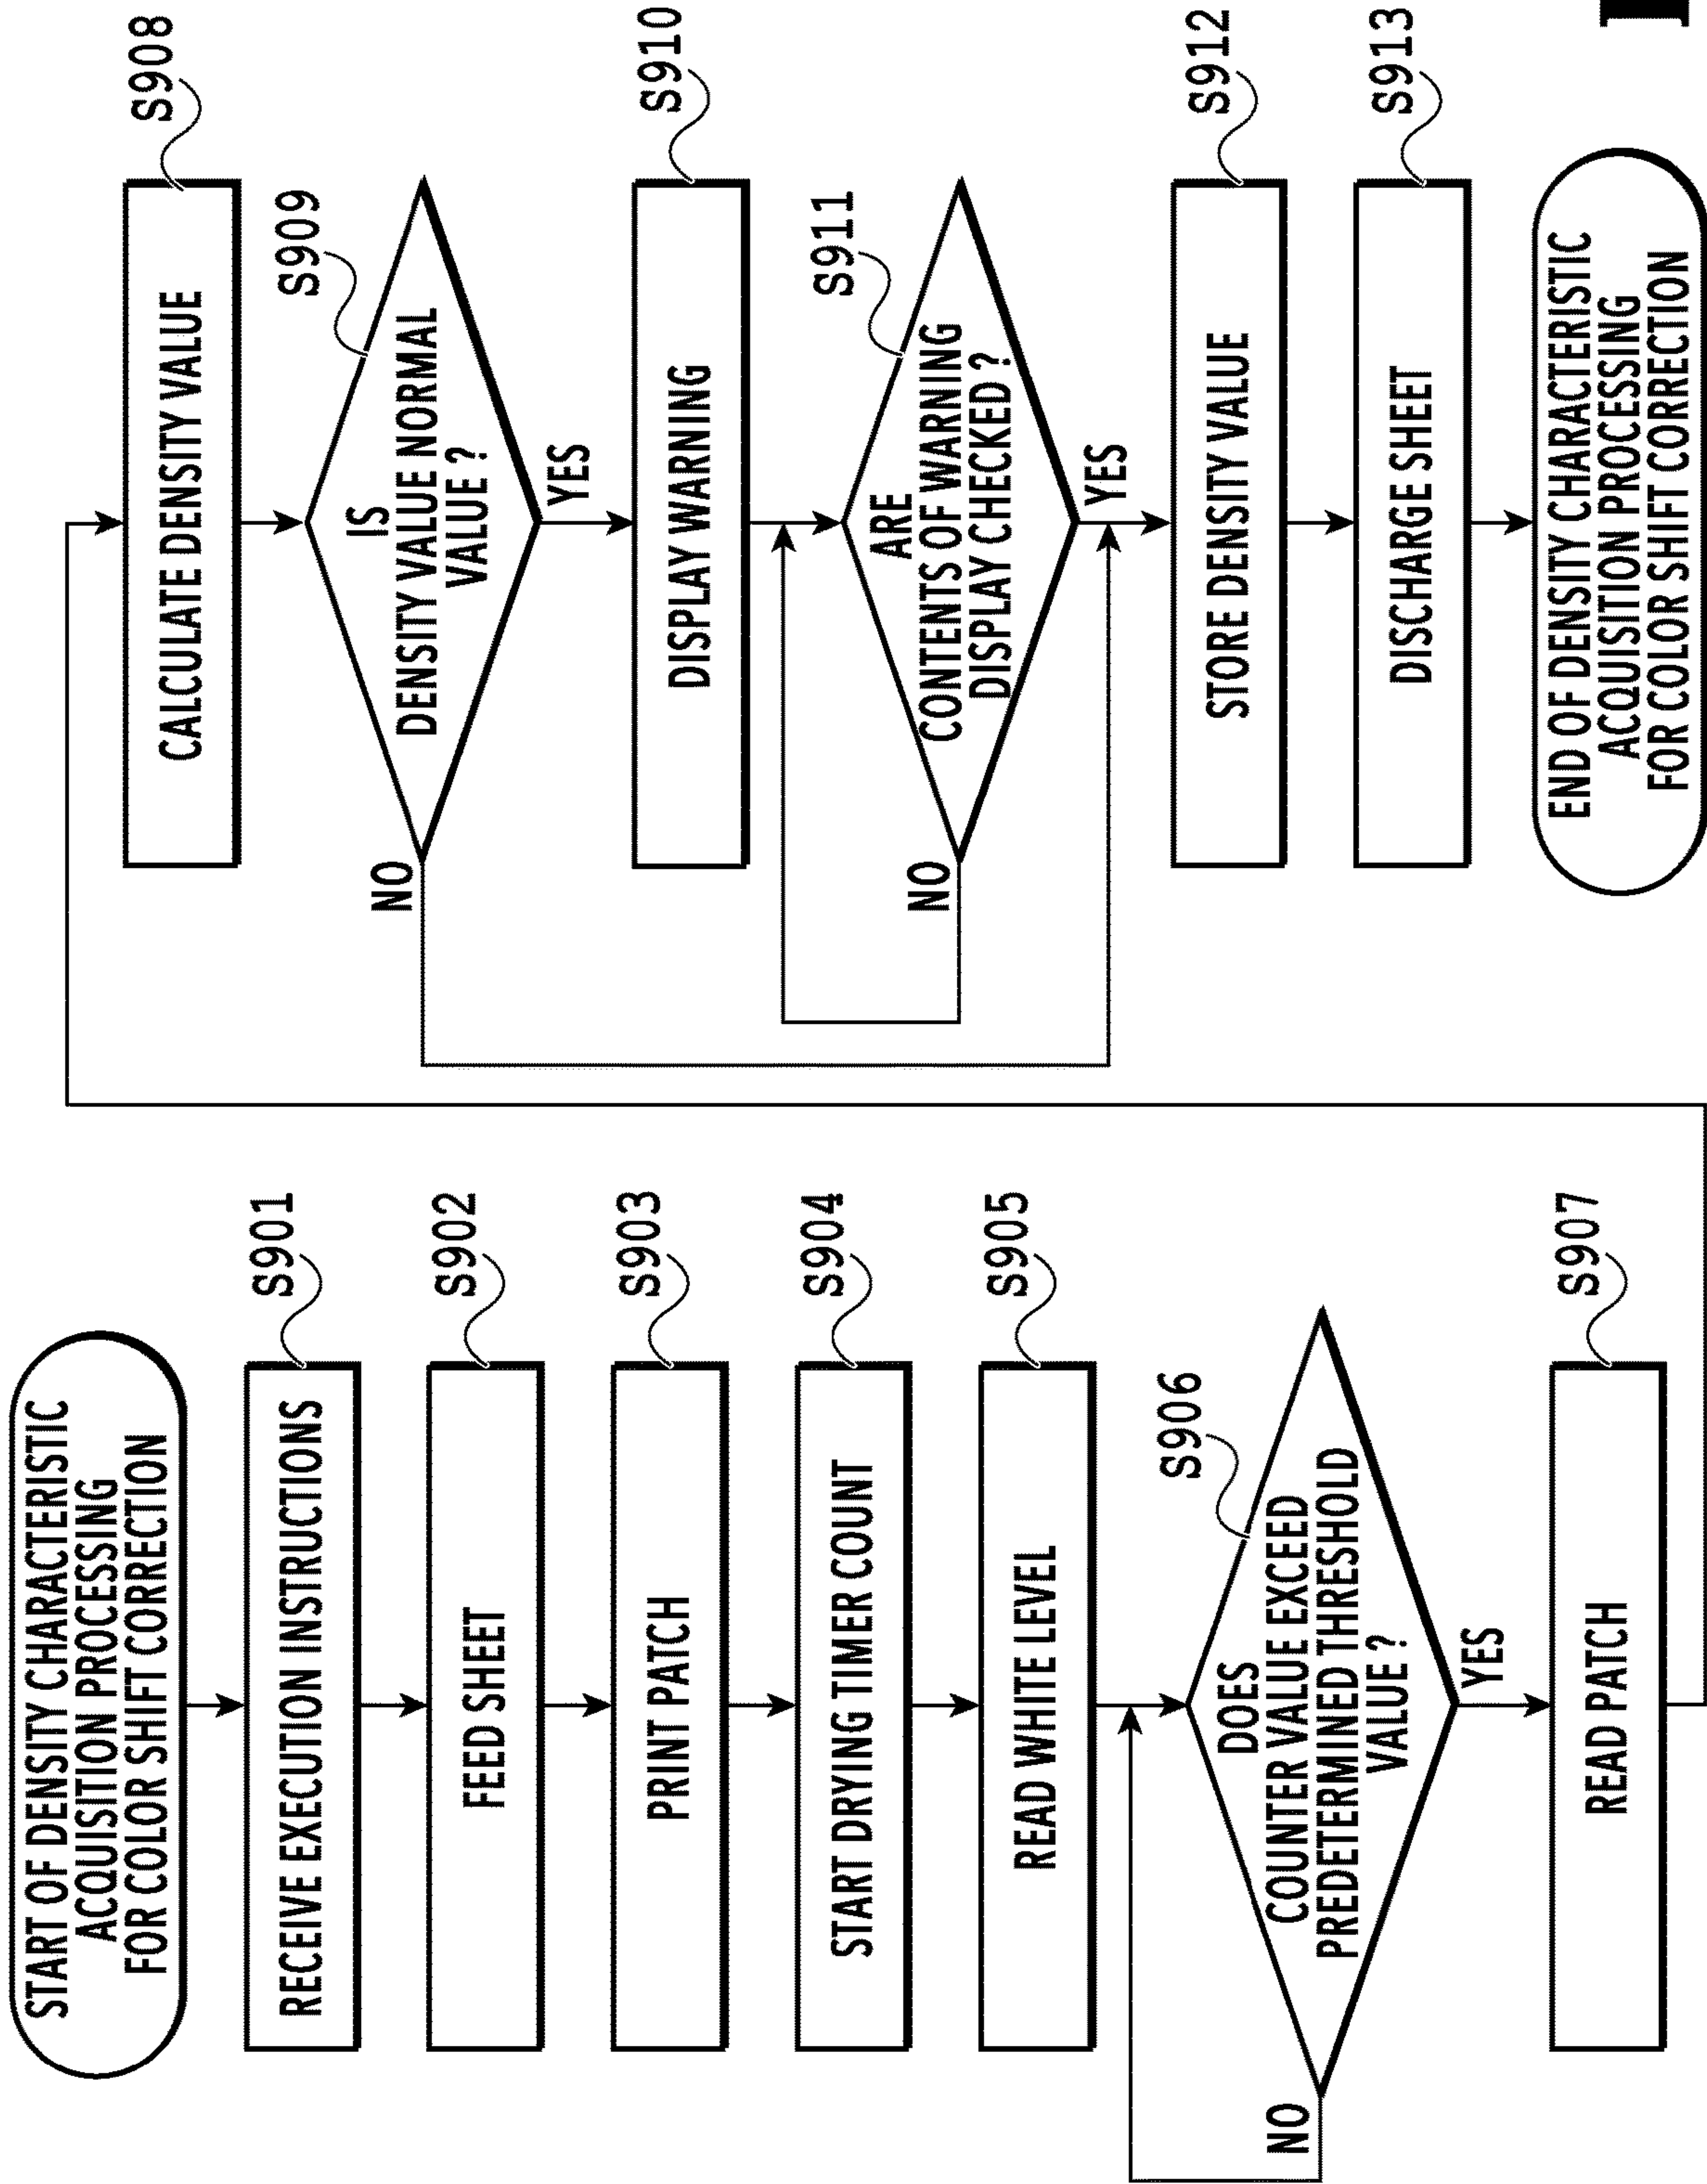 START OF DENSITY CHARACTERISTIC
ACQUISITION PROCESSING
FOR COLOR SHIFT CORRECTION
RECEIVE EXECUTION INSTRUCTIONS
S901
FEED SHEET
S902
PRINT PATCH
S903
START DRYING TIMER COUNT
S904
READ WHITE LEVEL
S905
S906
DOES
COUNTER VALUE EXCEED
PREDETERMINED THRESHOLD
VALUE ?
NO
YES
READ PATCH
S907
CALCULATE DENSITY VALUE
S908
S909
IS
DENSITY VALUE NORMAL
VALUE ?
NO
YES
DISPLAY WARNING
S910
S911
ARE
CONTENTS OF WARNING
DISPLAY CHECKED ?
NO
YES
STORE DENSITY VALUE
S912
DISCHARGE SHEET
S913
END OF DENSITY CHARACTERISTIC
ACQUISITION PROCESSING
FOR COLOR SHIFT CORRECTION